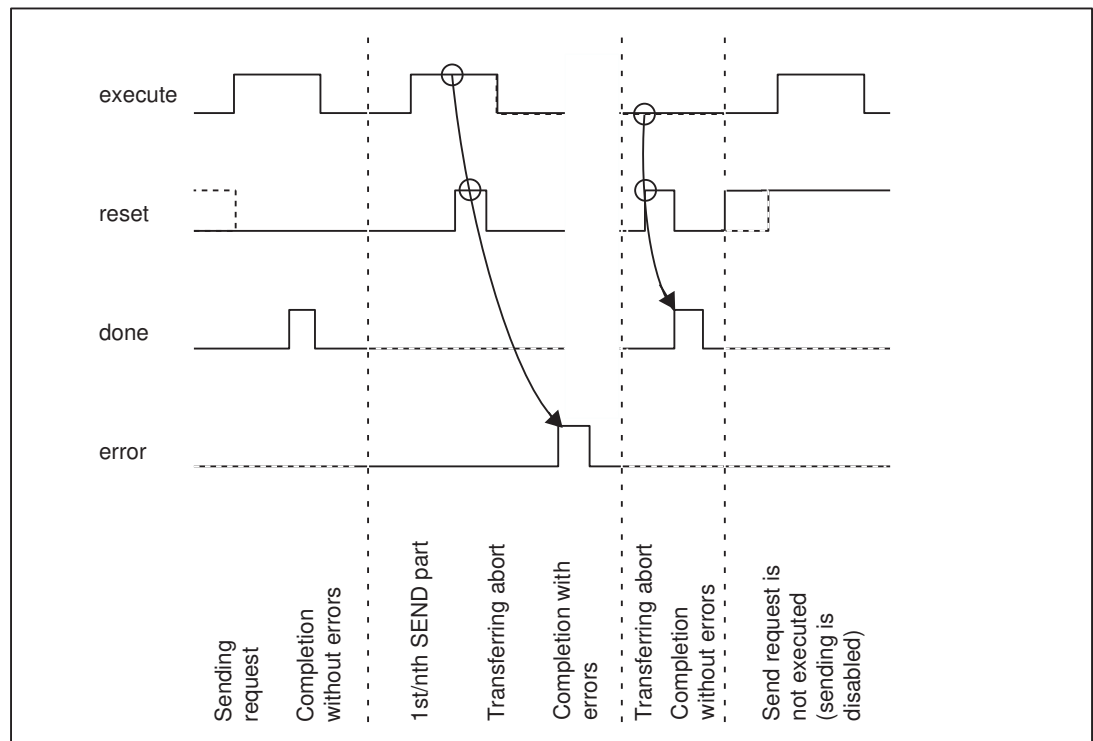 execute
reset
done
error
Sending
request
Completion
without errors
1st/nth SEND part
Transferring abort
Completion with
errors
Transferring abort
Completion
without errors
Send request is
not executed
(sending is
disabled)